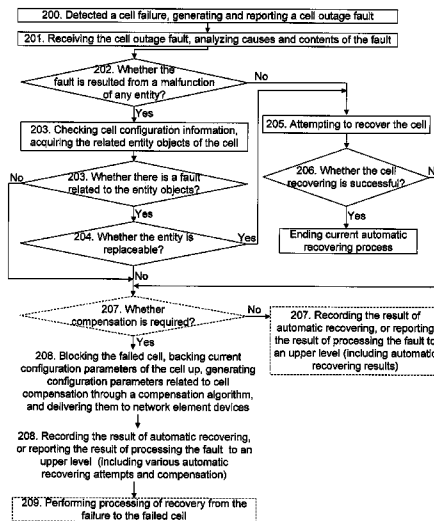 200. Detected a cell failure, generating and reporting a cell outage fault
201. Receiving the cell outage fault, analyzing causes and contents of the fault
202. Whether the
fault is resulted from a malfunction
of any entity?
No
Yes
203. Checking cell configuration information,
acquiring the related entity objects of the cell
205. Attempting to recover the cell
No
203. Whether there is a fault
related to the entity objects?
206. Whether the cell
recovering is successful?
No
Yes
Yes
204. Whether the entity is
replaceable?
Yes
Ending current automatic
recovering process
No
207. Whether
compensation is required?
No
207. Recording the result of
automatic recovering, or reporting
the result of processing the fault to
an upper level (including automatic
recovering results)
Yes
208. Blocking the failed cell, backing current
configuration parameters of the cell up, generating
configuration parameters related to cell
compensation through a compensation algorithm,
and delivering them to network element devices
208. Recording the result of automatic recovering,
or reporting the result of processing the fault to an
upper level (including various automatic
recovering attempts and compensation)
209. Performing processing of recovery from the
failure to the failed cell